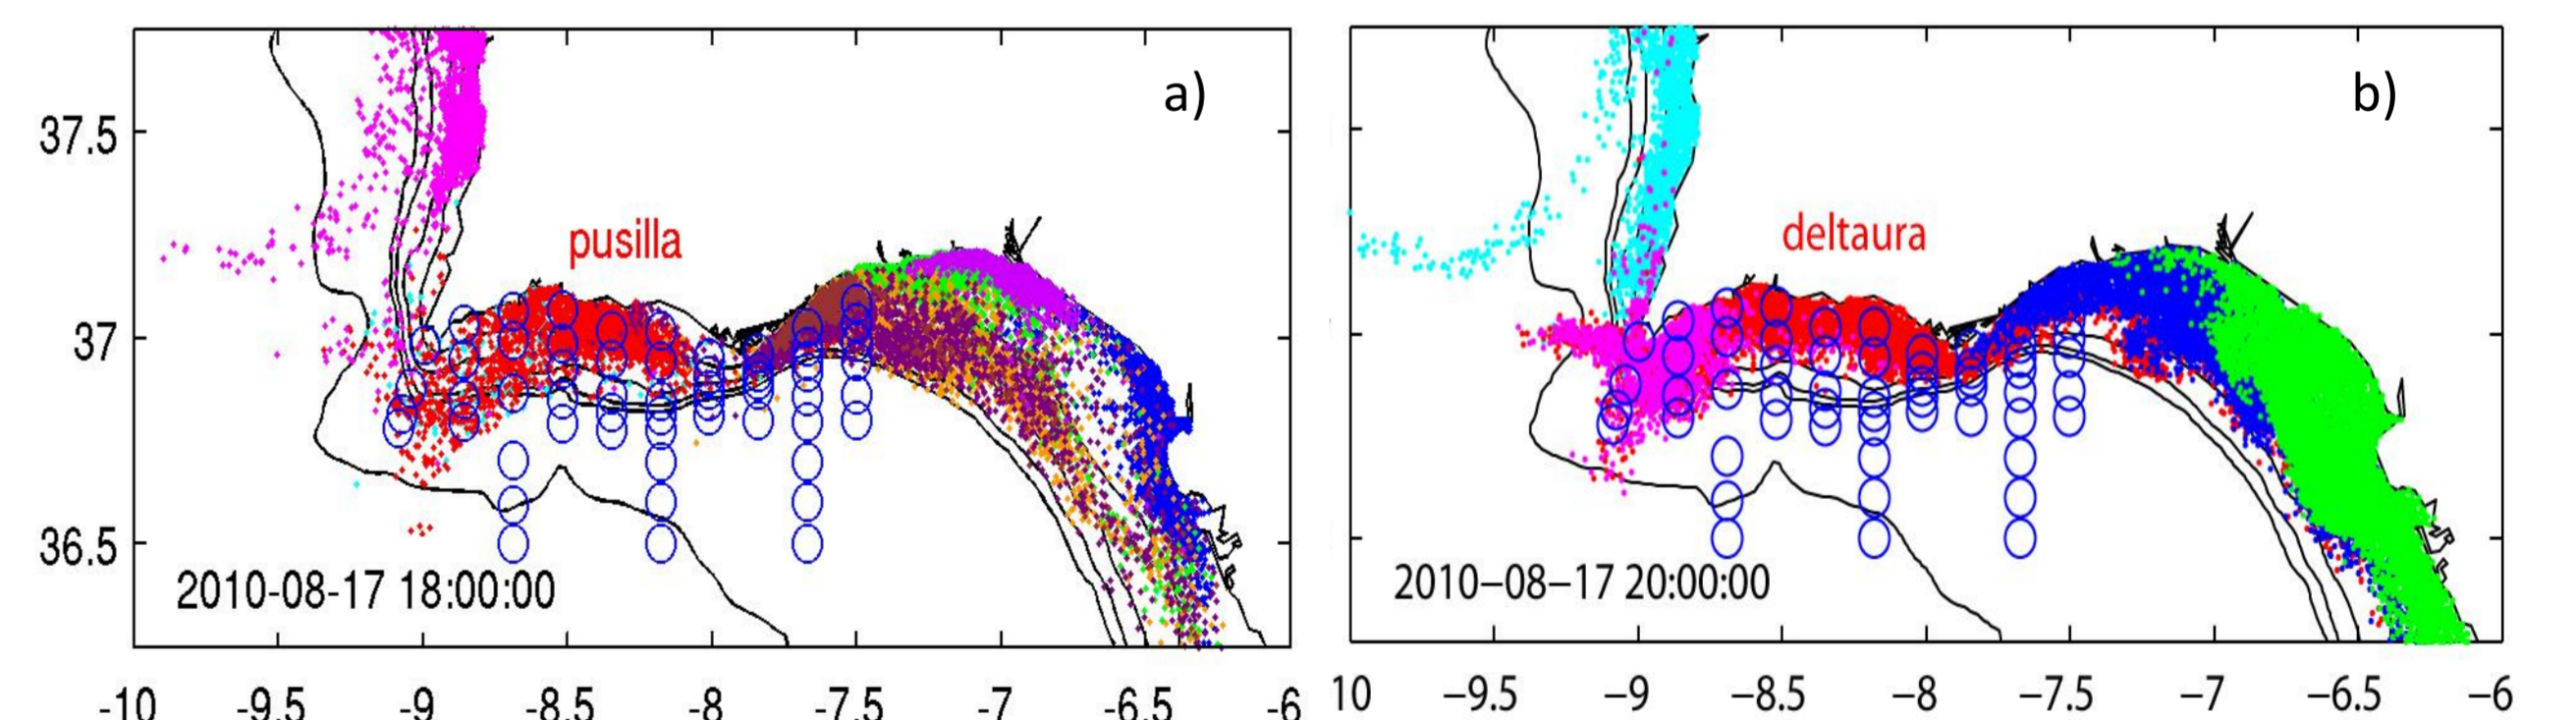 a)
37.5
pusilla
37
36.5
2010-08-17 18:00:00
-10 -9.5 -9 -8.5 -8 -7.5 -7 -6.5 -6
b)
deltaura
2010−08−17 20:00:00
10 −9.5 −9 −8.5 −8 −7.5 −7 −6.5 −6